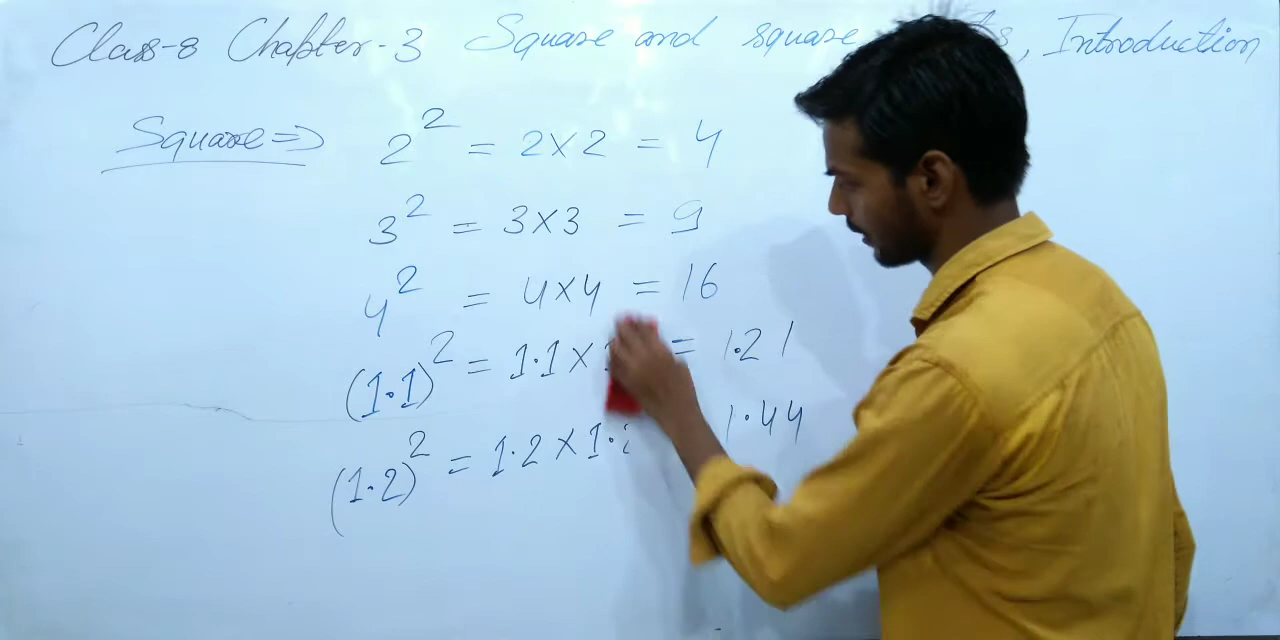 Class-8 Chapter-3 Square and square , Introduction
Square⇒ 2² = 2×2 = 4
3² = 3×3 = 9
4² = 4×4 = 16
(1.1)² = 1.1× = 1.21
(1.2)² = 1.2×1. 1.44